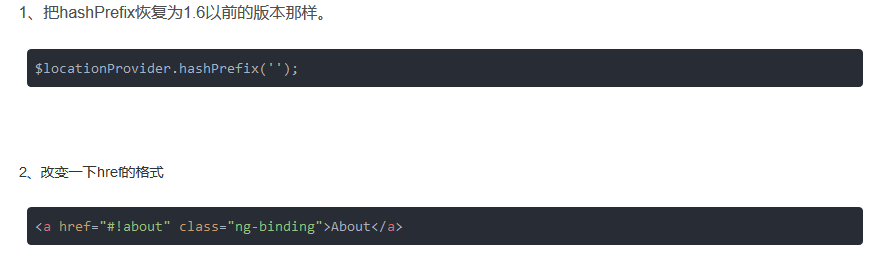 1、把hashPrefix恢复为1.6以前的版本那样。
$locationProvider.hashPrefix('');
2、改变一下href的格式
<a href="#!about" class="ng-binding">About</a>